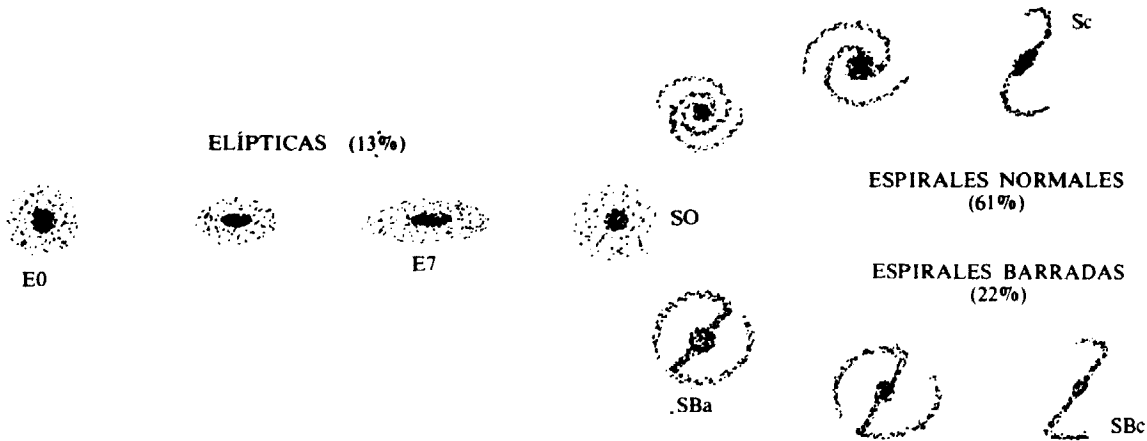 Sc
ELÍPTICAS (13%)
ESPIRALES NORMALES
(61%)
SO
E0
E7
ESPIRALES BARRADAS
(22%)
SBa
SBc